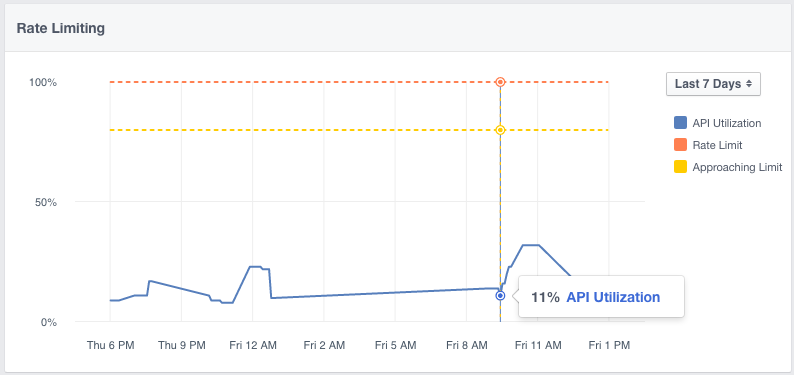 Rate Limiting
100%
Last 7 Days
API Utilization
Rate Limit
Approaching Limit
50%
11% API Utilization
0%
Thu 6 PM Thu 9 PM Fri 12 AM Fri 2 AM Fri 5 AM Fri 8 AM Fri 11 AM Fri 1 PM